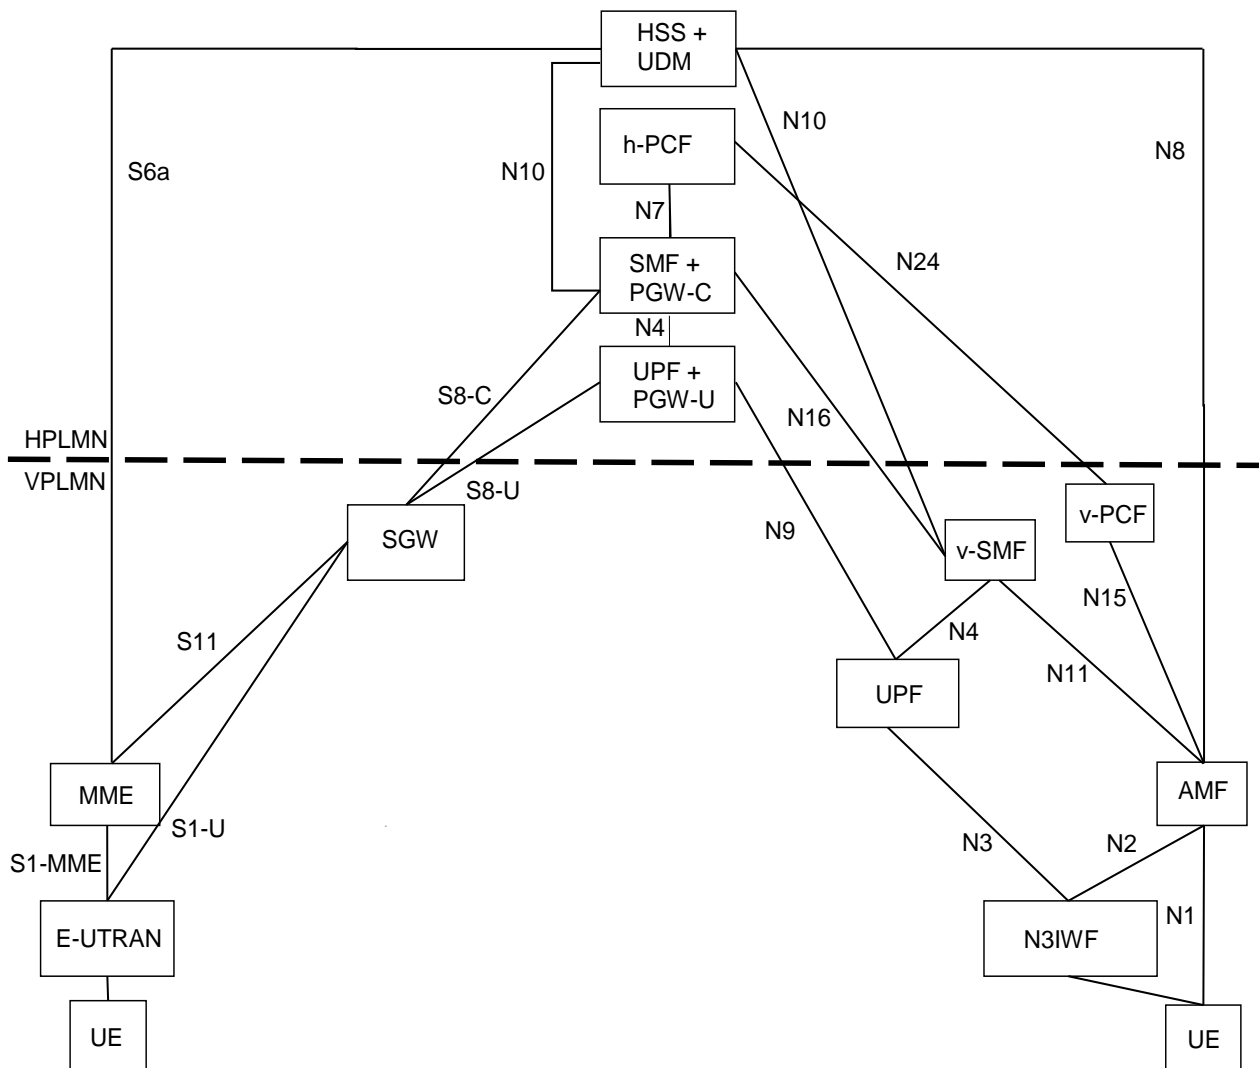 HSS +
UDM
N10
h-PCF
S6a
N10
N8
N7
SMF +
PGW-C
N24
N4
UPF +
PGW-U
S8-C
N16
HPLMN
VPLMN
S8-U
v-PCF
SGW
N9
v-SMF
N15
S11
N4
N11
UPF
MME
AMF
S1-U
S1-MME
N3
N2
N1
E-UTRAN
N3IWF
UE
UE